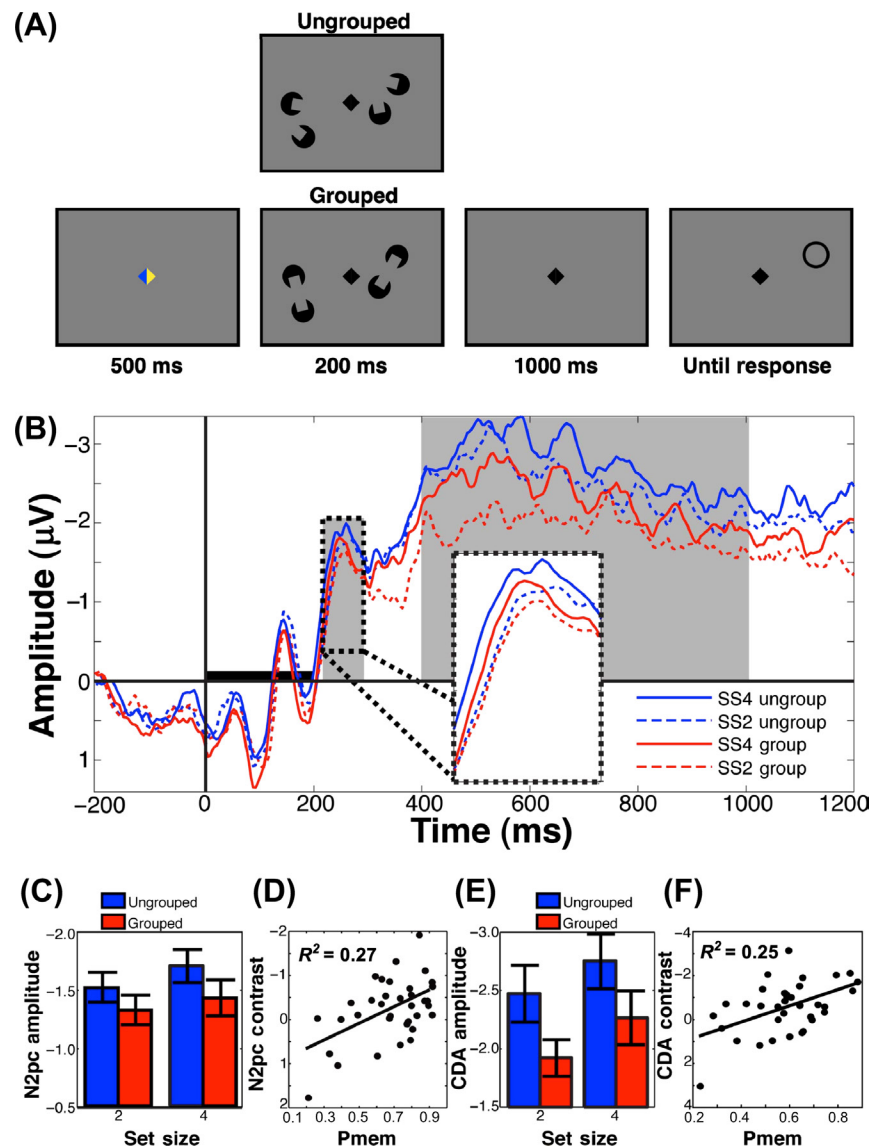 (A)
Ungrouped
Grouped
500 ms
200 ms
1000 ms
Until response
(B)
Amplitude (µV)
−3
−2
−1
0
1
−200
0
200
400
600
800
1000
1200
Time (ms)
SS4 ungroup
SS2 ungroup
SS4 group
SS2 group
(C)
Ungrouped
Grouped
N2pc amplitude
-2.0
-1.5
-1.0
-0.5
2
4
Set size
(D)
N2pc contrast
R² = 0.27
-2
-1
0
1
2
0.1
0.3
0.5
0.7
0.9
Pmem
(E)
Ungrouped
Grouped
CDA amplitude
-3.0
-2.5
-2.0
-1.5
2
4
Set size
(F)
CDA contrast
R² = 0.25
-4
-2
0
2
4
0.2
0.4
0.6
0.8
Pmem